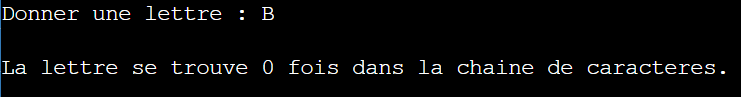 Donner une lettre : B
La lettre se trouve 0 fois dans la chaine de caracteres.